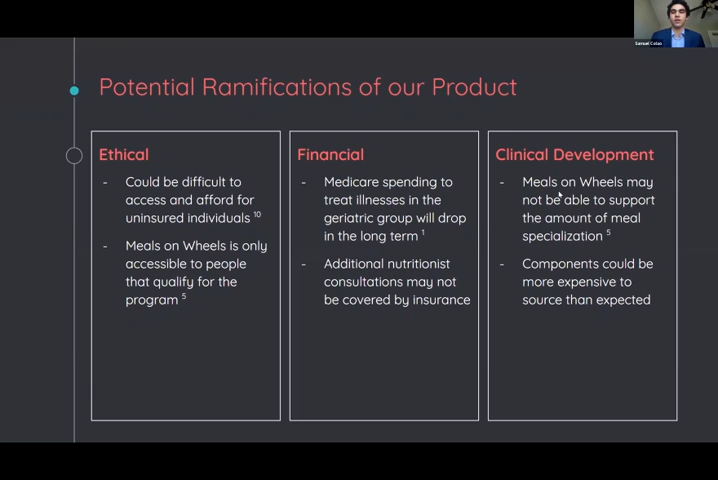 Samuel Colao
Potential Ramifications of our Product
Ethical
- Could be difficult to
access and afford for
uninsured individuals 10
- Meals on Wheels is only
accessible to people
that qualify for the
program 5
Financial
- Medicare spending to
treat illnesses in the
geriatric group will drop
in the long term 1
- Additional nutritionist
consultations may not
be covered by insurance
Clinical Development
- Meals on Wheels may
not be able to support
the amount of meal
specialization 5
- Components could be
more expensive to
source than expected